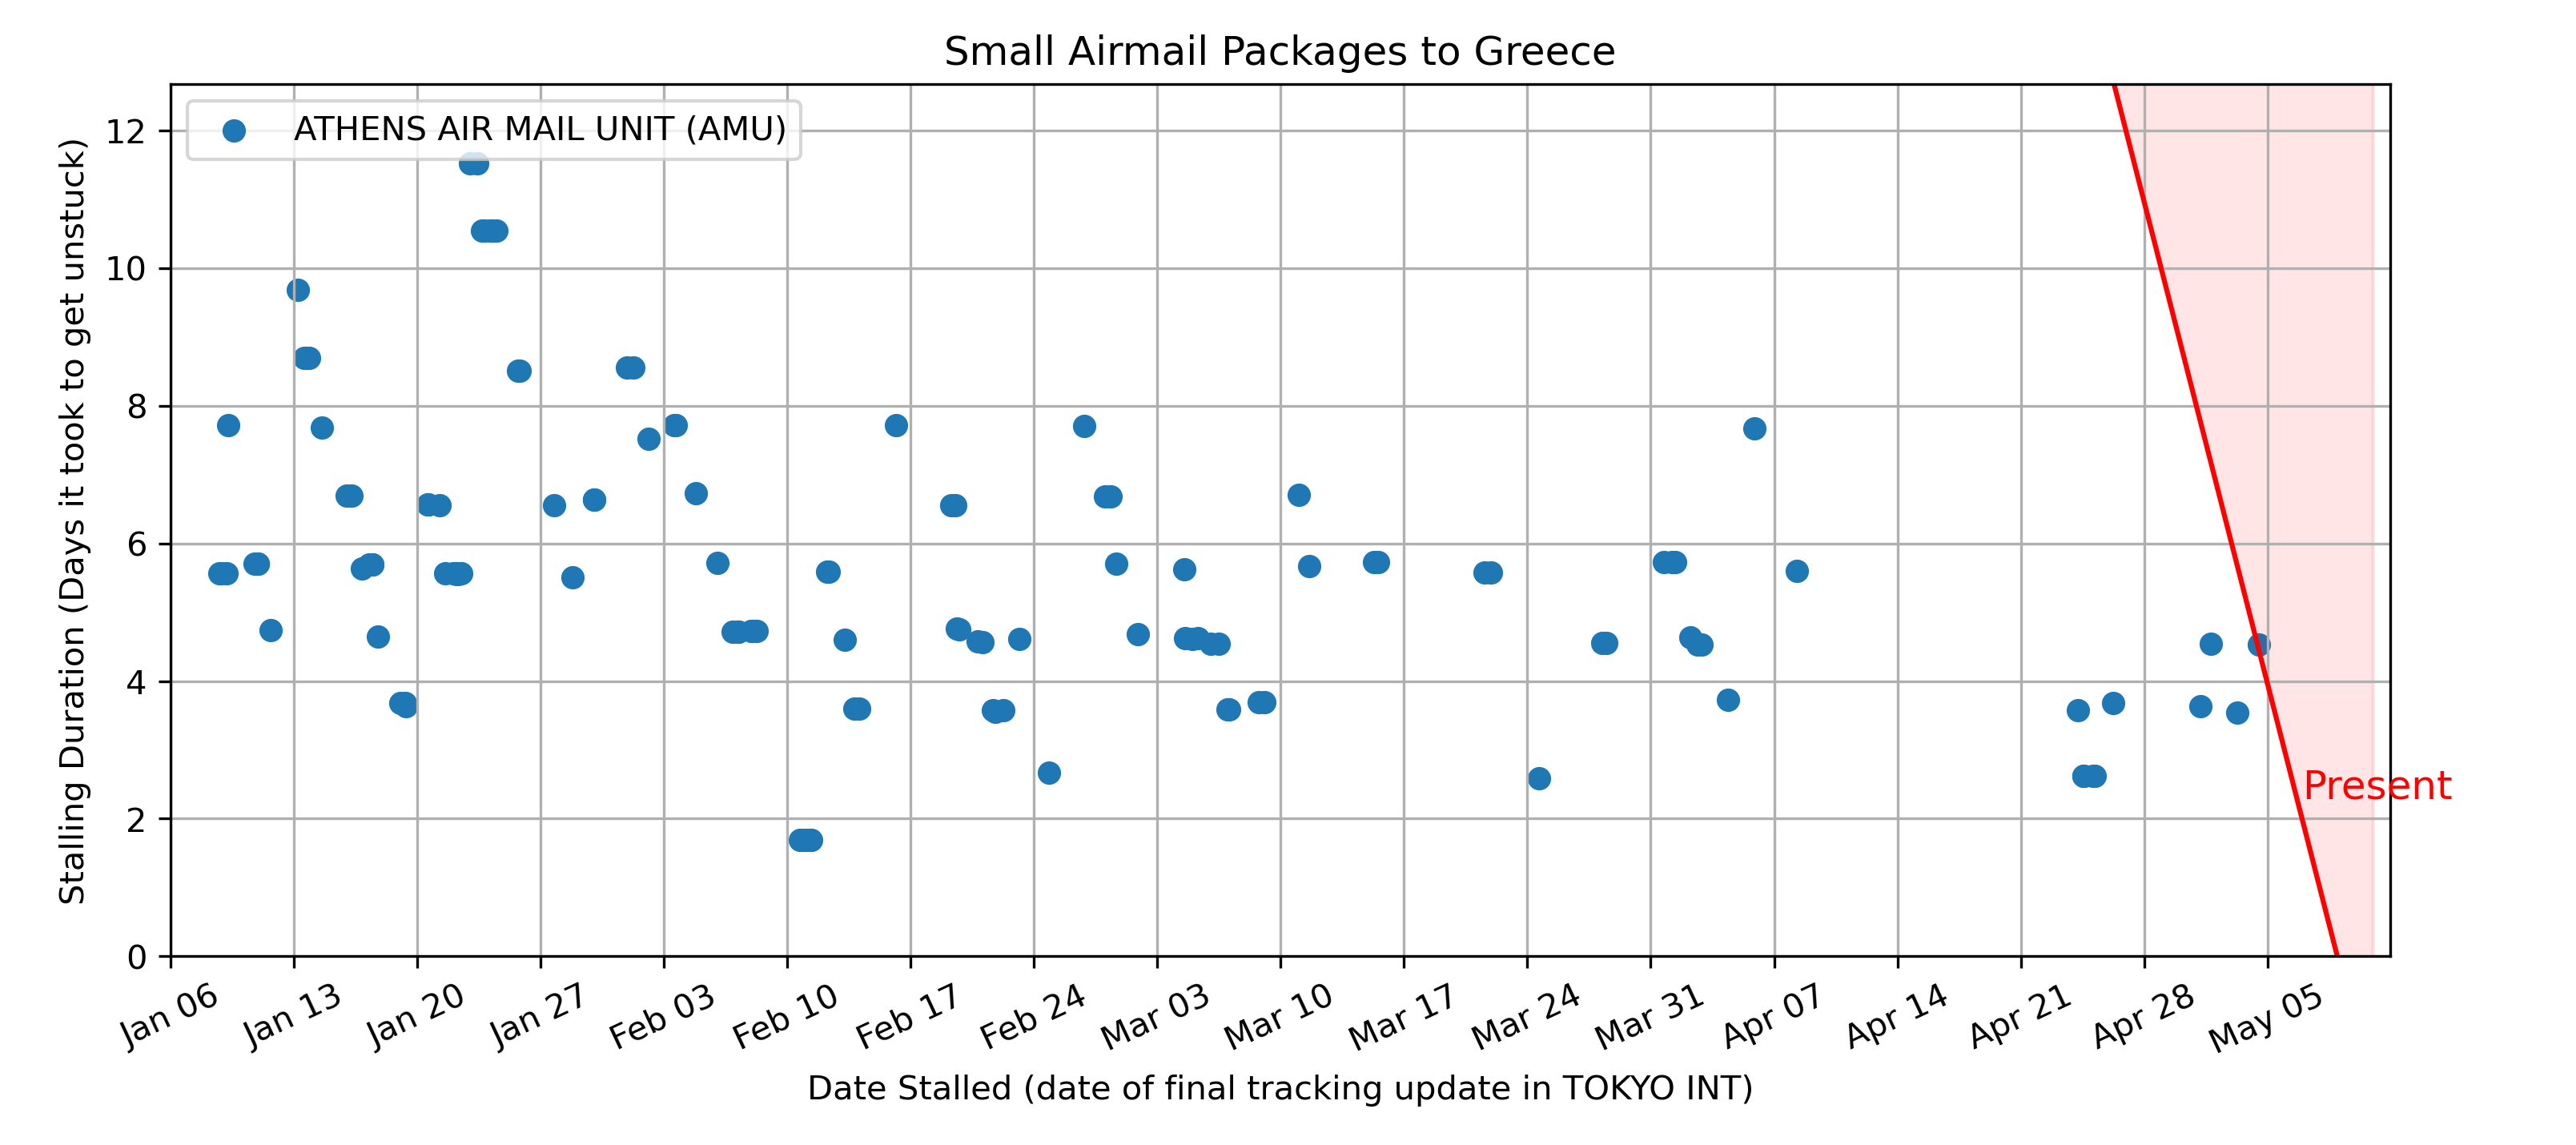 Small Airmail Packages to Greece
ATHENS AIR MAIL UNIT (AMU)
Stalling Duration (Days it took to get unstuck)
12
10
8
6
4
2
0
Present
Jan 06
Jan 13
Jan 20
Jan 27
Feb 03
Feb 10
Feb 17
Feb 24
Mar 03
Mar 10
Mar 17
Mar 24
Mar 31
Apr 07
Apr 14
Apr 21
Apr 28
May 05
Date Stalled (date of final tracking update in TOKYO INT)